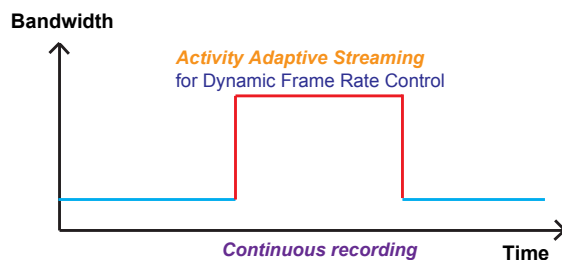 Bandwidth
Activity Adaptive Streaming
for Dynamic Frame Rate Control
Continuous recording
Time